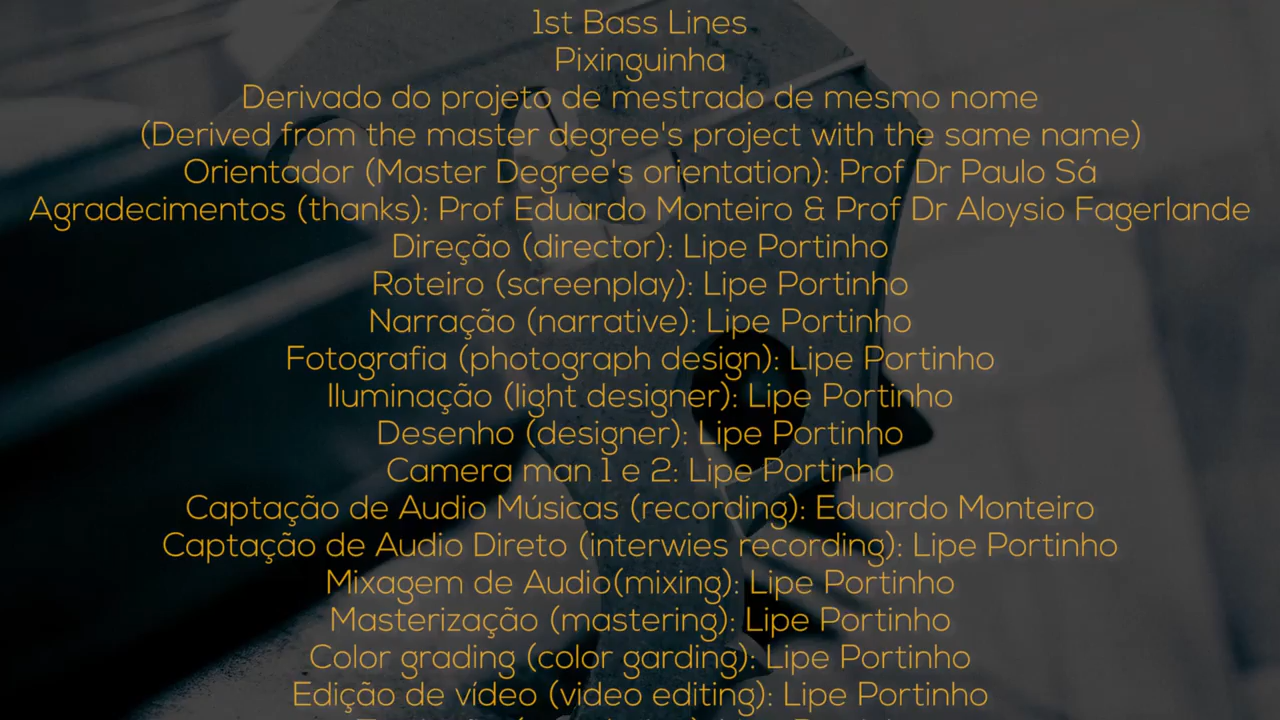 1st Bass Lines
Pixinguinha
Derivado do projeto de mestrado de mesmo nome
(Derived from the master degree's project with the same name)
Orientador (Master Degree's orientation): Prof Dr Paulo Sá
Agradecimentos (thanks): Prof Eduardo Monteiro & Prof Dr Aloysio Fagerlande
Direção (director): Lipe Portinho
Roteiro (screenplay): Lipe Portinho
Narração (narrative): Lipe Portinho
Fotografia (photograph design): Lipe Portinho
Iluminação (light designer): Lipe Portinho
Desenho (designer): Lipe Portinho
Camera man 1 e 2: Lipe Portinho
Captação de Audio Músicas (recording): Eduardo Monteiro
Captação de Audio Direto (interwies recording): Lipe Portinho
Mixagem de Audio(mixing): Lipe Portinho
Masterização (mastering): Lipe Portinho
Color grading (color garding): Lipe Portinho
Edição de vídeo (video editing): Lipe Portinho